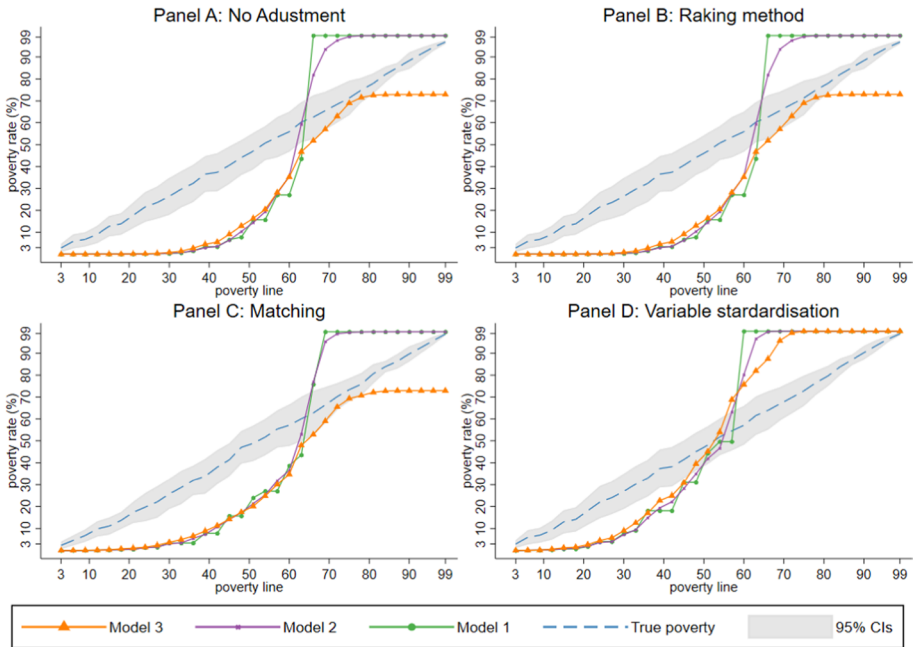 Panel A: No Adustment
Panel B: Raking method
poverty rate (%)
99
90
80
70
60
50
40
30
20
10
3
3 10 20 30 40 50 60 70 80 90 99
poverty line
poverty rate (%)
99
90
80
70
60
50
40
30
20
10
3
3 10 20 30 40 50 60 70 80 90 99
poverty line
Panel C: Matching
Panel D: Variable stardardisation
poverty rate (%)
99
90
80
70
60
50
40
30
20
10
3
3 10 20 30 40 50 60 70 80 90 99
poverty line
poverty rate (%)
99
90
80
70
60
50
40
30
20
10
3
3 10 20 30 40 50 60 70 80 90 99
poverty line
Model 3 Model 2 Model 1 True poverty 95% CIs